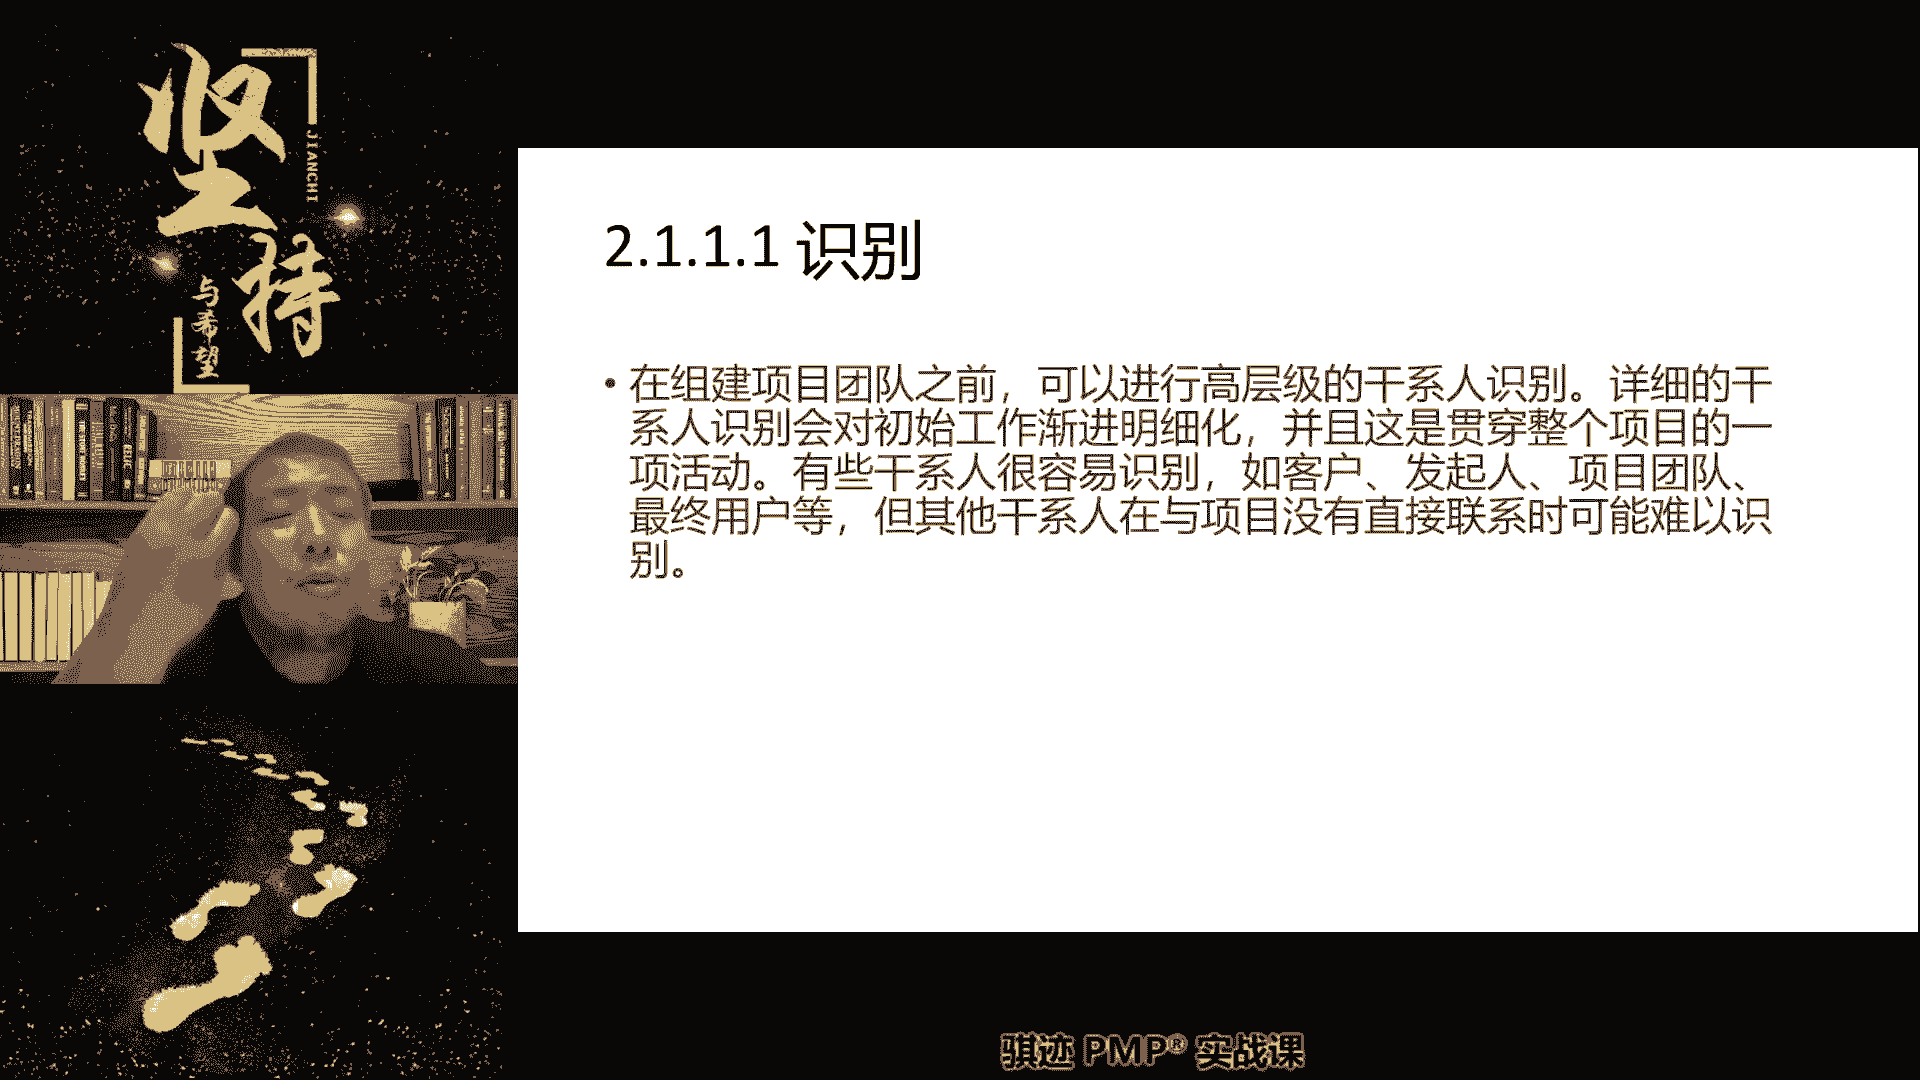 坚持
JIANCHI
与希望
2.1.1.1 识别
• 在组建项目团队之前，可以进行高层级的干系人识别。详细的干
系人识别会对初始工作渐进明细化，并且这是贯穿整个项目的一
项活动。有些干系人很容易识别，如客户、发起人、项目团队、
最终用户等，但其他干系人在与项目没有直接联系时可能难以识
别。
骐迹 PMP® 实战课